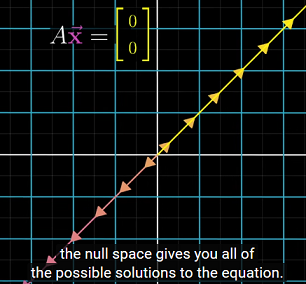 Ax⃗ = [0
0]
the null space gives you all of
the possible solutions to the equation.